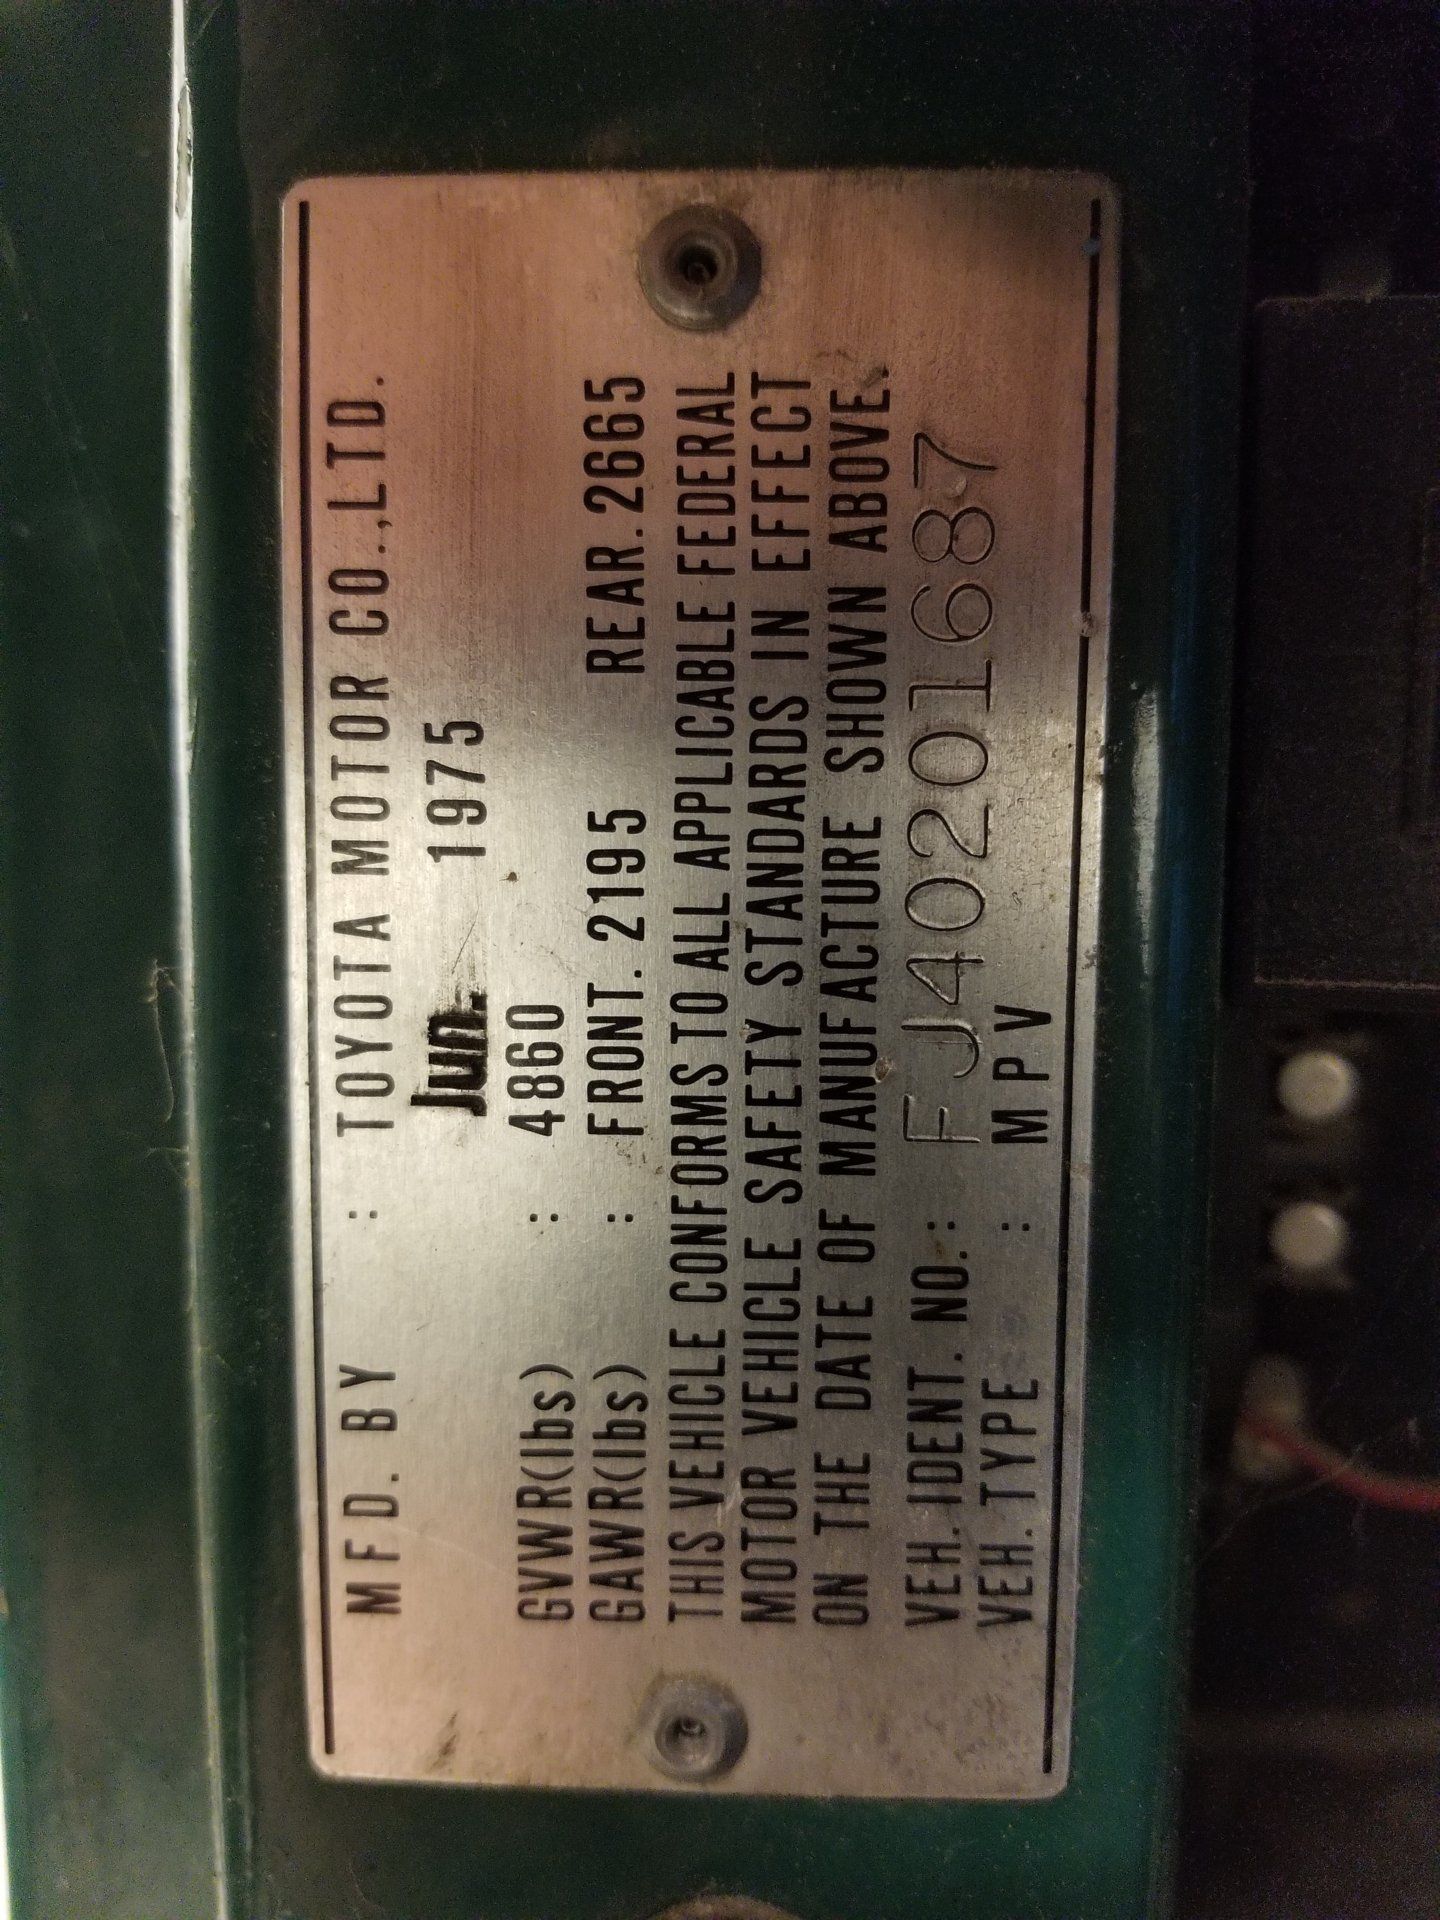 MFD. BY : TOYOTA MOTOR CO.,LTD.
Jun. 1975
GVWR(lbs) : 4860
GAWR(lbs) : FRONT. 2195 REAR. 2665
THIS VEHICLE CONFORMS TO ALL APPLICABLE FEDERAL
MOTOR VEHICLE SAFETY STANDARDS IN EFFECT
ON THE DATE OF MANUFACTURE SHOWN ABOVE.
VEH. IDENT. NO. : FJ40201687
VEH. TYPE : MPV